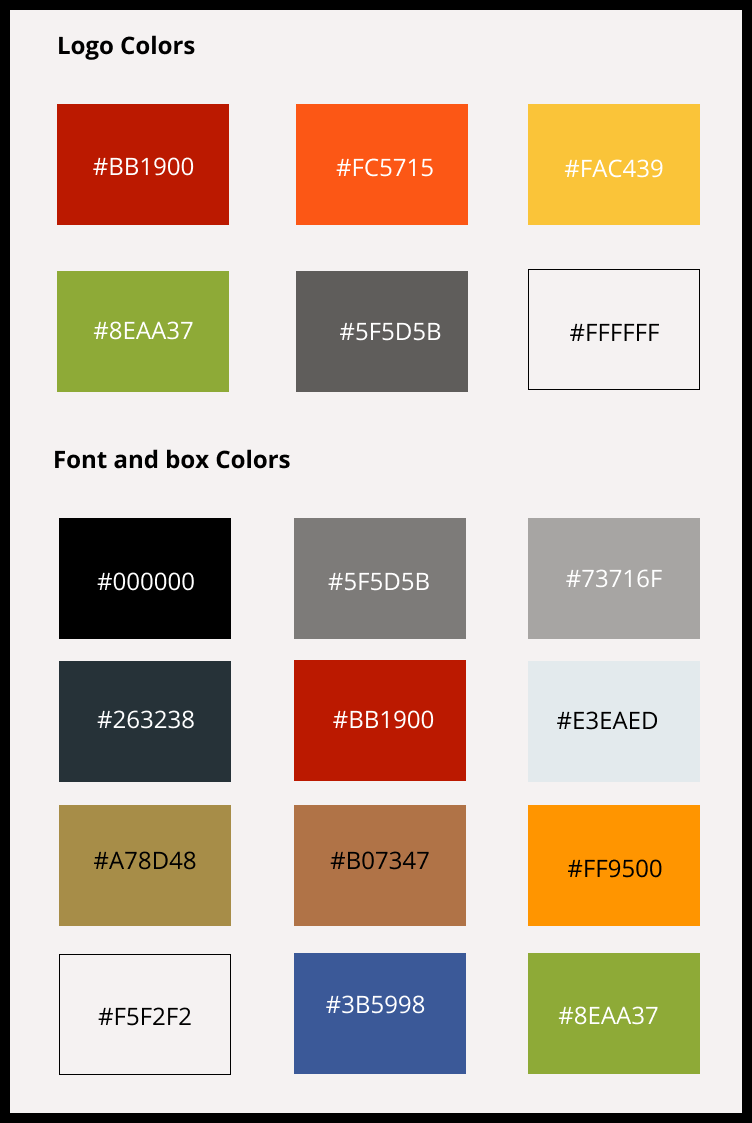 Logo Colors
#BB1900
#FC5715
#FAC439
#8EAA37
#5F5D5B
#FFFFFF
Font and box Colors
#000000
#5F5D5B
#73716F
#263238
#BB1900
#E3EAED
#A78D48
#B07347
#FF9500
#F5F2F2
#3B5998
#8EAA37